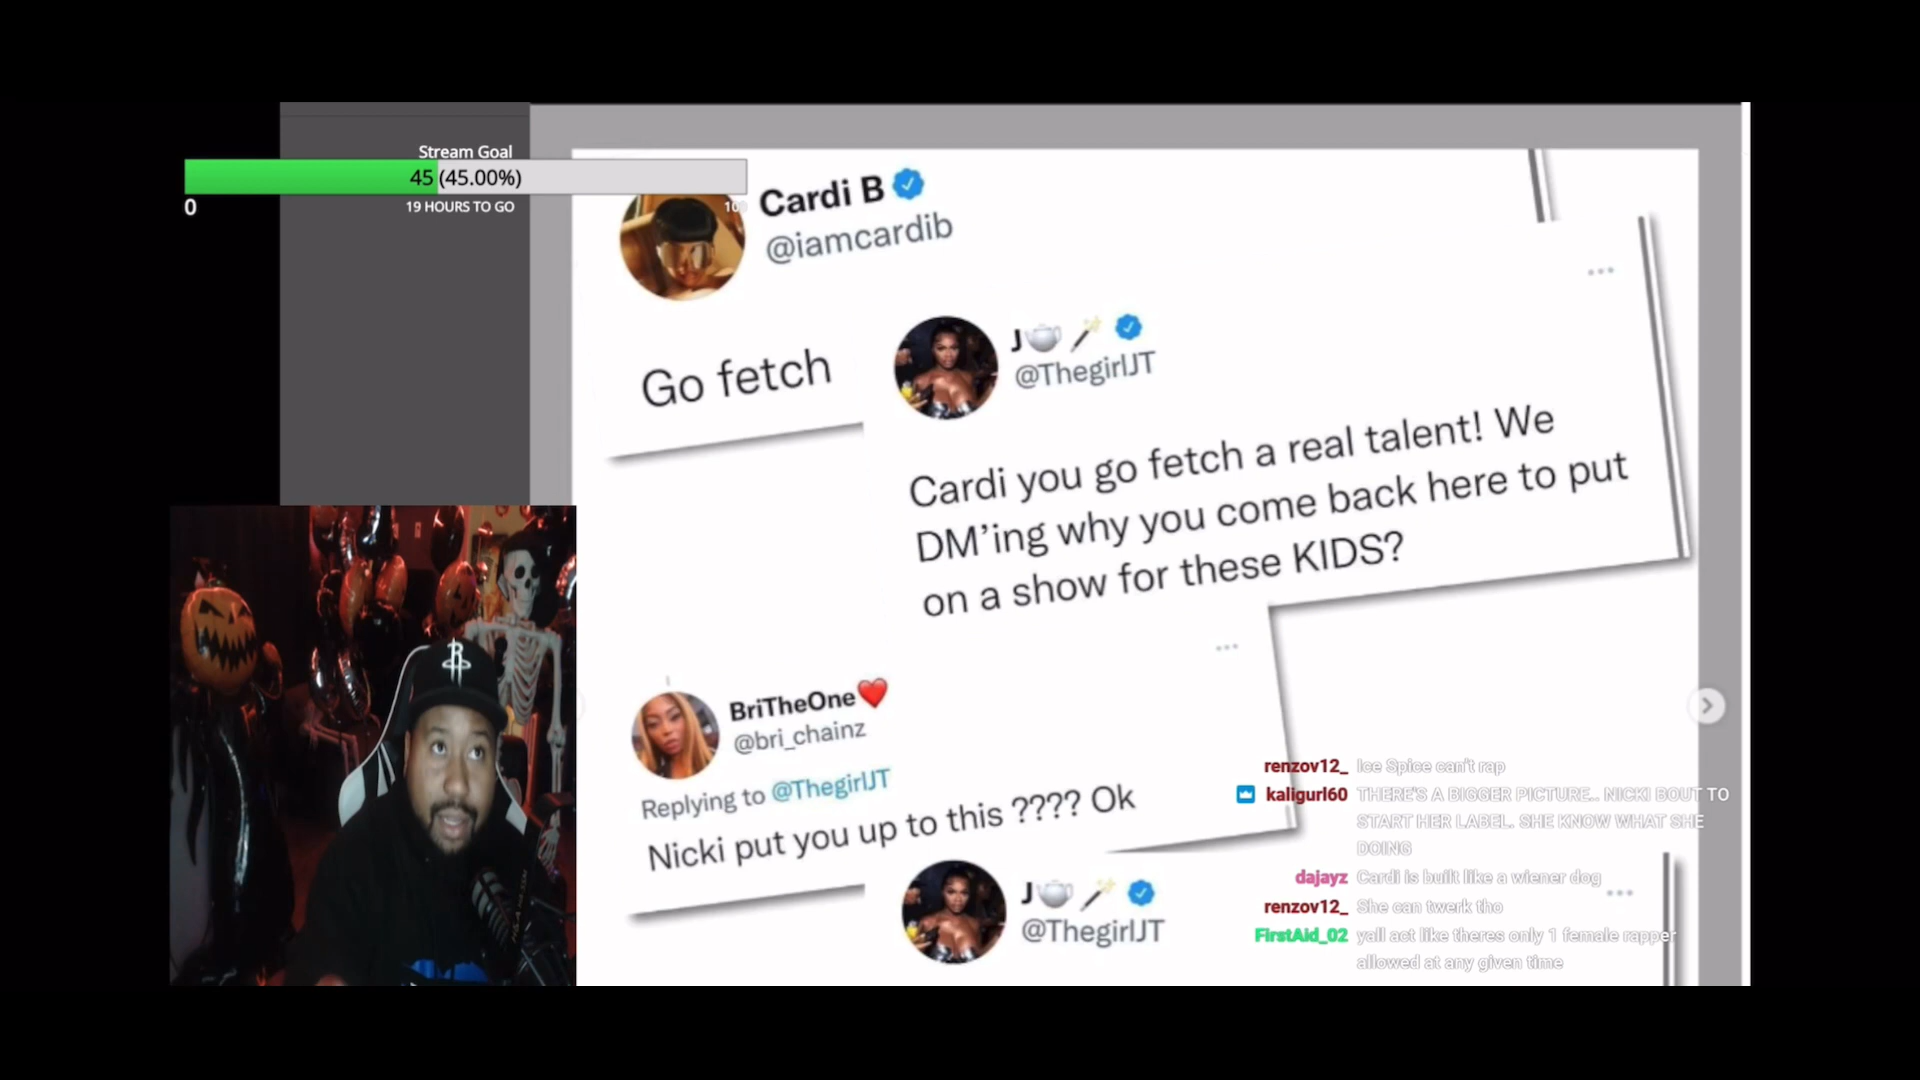 Stream Goal
45 (45.00%)
0
19 HOURS TO GO
Cardi B
@iamcardib
Go fetch
J
@ThegirlJT
Cardi you go fetch a real talent! We
DM’ing why you come back here to put
on a show for these KIDS?
BriTheOne❤️
@bri_chainz
Replying to @ThegirlJT
Nicki put you up to this ???? Ok
J
@ThegirlJT
renzov12_ Ice Spice can't rap
kaligurl60 THERE'S A BIGGER PICTURE.. NICKI BOUT TO
START HER LABEL. SHE KNOW WHAT SHE
DOING
dajayz Cardi is built like a wiener dog
renzov12_ She can twerk tho
FirstAid_02 yall act like theres only 1 female rapper
allowed at any given time